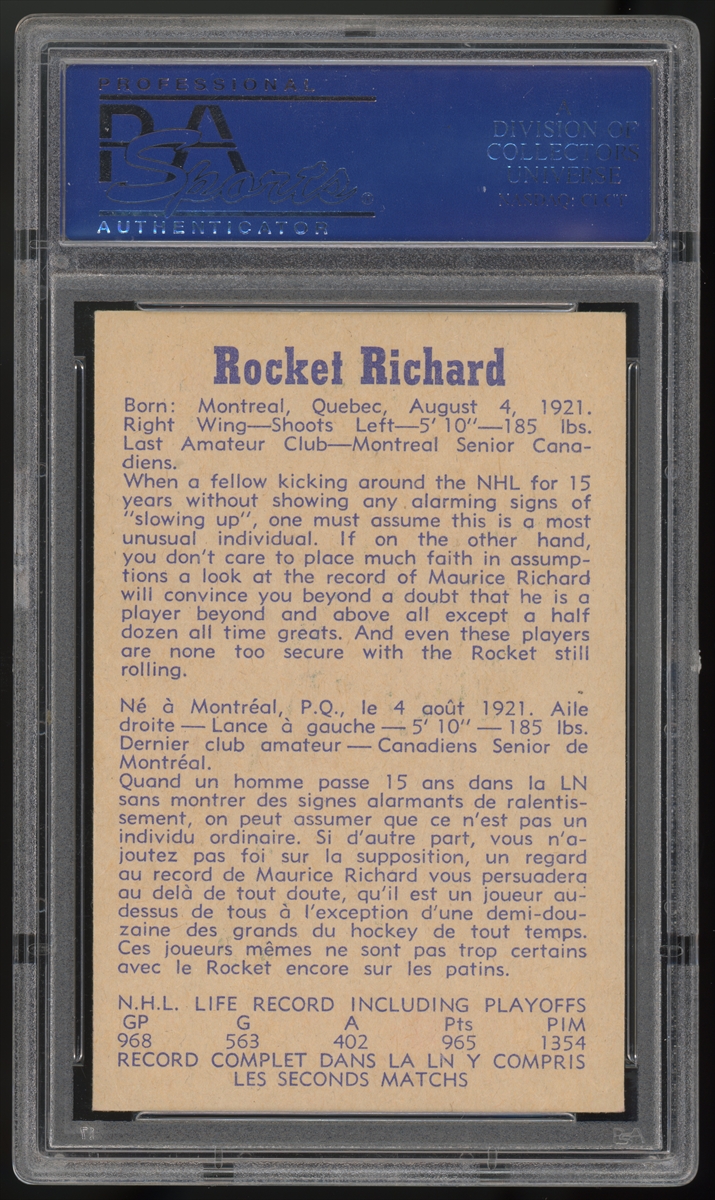 PROFESSIONAL
PSA
Sports
AUTHENTICATOR
A
DIVISION OF
COLLECTORS
UNIVERSE
NASDAQ: CLCT
Rocket Richard
Born: Montreal, Quebec, August 4, 1921.
Right Wing—Shoots Left—5' 10"—185 lbs.
Last Amateur Club—Montreal Senior Cana-
diens.
When a fellow kicking around the NHL for 15
years without showing any alarming signs of
"slowing up", one must assume this is a most
unusual individual. If on the other hand,
you don't care to place much faith in assump-
tions a look at the record of Maurice Richard
will convince you beyond a doubt that he is a
player beyond and above all except a half
dozen all time greats. And even these players
are none too secure with the Rocket still
rolling.
Né à Montréal, P.Q., le 4 août 1921. Aile
droite — Lance à gauche — 5' 10" — 185 lbs.
Dernier club amateur — Canadiens Senior de
Montréal.
Quand un homme passe 15 ans dans la LN
sans montrer des signes alarmants de ralentis-
sement, on peut assumer que ce n'est pas un
individu ordinaire. Si d'autre part, vous n'a-
joutez pas foi sur la supposition, un regard
au record de Maurice Richard vous persuadera
au delà de tout doute, qu'il est un joueur au-
dessus de tous à l'exception d'une demi-dou-
zaine des grands du hockey de tout temps.
Ces joueurs mêmes ne sont pas trop certains
avec le Rocket encore sur les patins.
N.H.L. LIFE RECORD INCLUDING PLAYOFFS
GP G A Pts PIM
968 563 402 965 1354
RECORD COMPLET DANS LA LN Y COMPRIS
LES SECONDS MATCHS
PSA